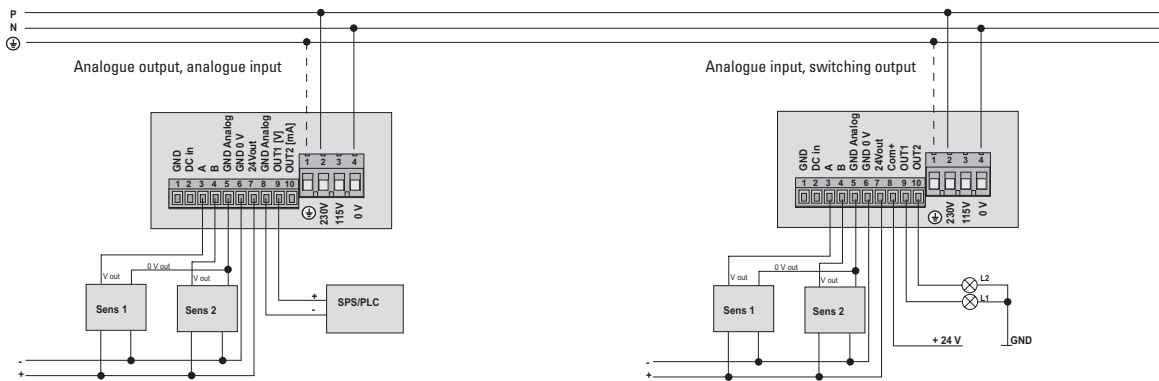 P
N
Analogue output, analogue input
GND
DC in
A
B
GND Analog
GND 0 V
24Vout
GND Analog
OUT1 [V]
OUT2 [mA]
1 2 3 4 5 6 7 8 9 10
1 2 3 4
230V
115V
0 V
V out
0 V out
V out
Sens 1
Sens 2
+
-
SPS/PLC
-
+
Analogue input, switching output
GND
DC in
A
B
GND Analog
GND 0 V
24Vout
Com+
OUT1
OUT2
1 2 3 4 5 6 7 8 9 10
1 2 3 4
230V
115V
0 V
V out
0 V out
V out
Sens 1
Sens 2
L2
L1
+ 24 V
GND
-
+